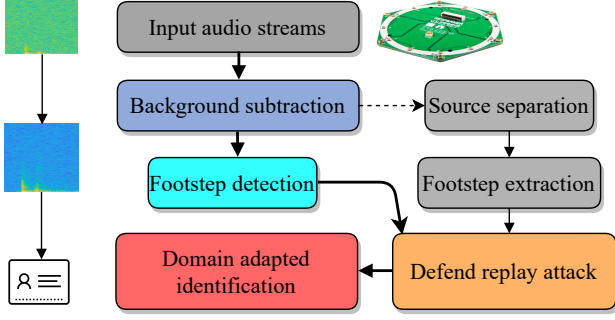 Input audio streams
Background subtraction
Source separation
Footstep detection
Footstep extraction
Domain adapted
identification
Defend replay attack